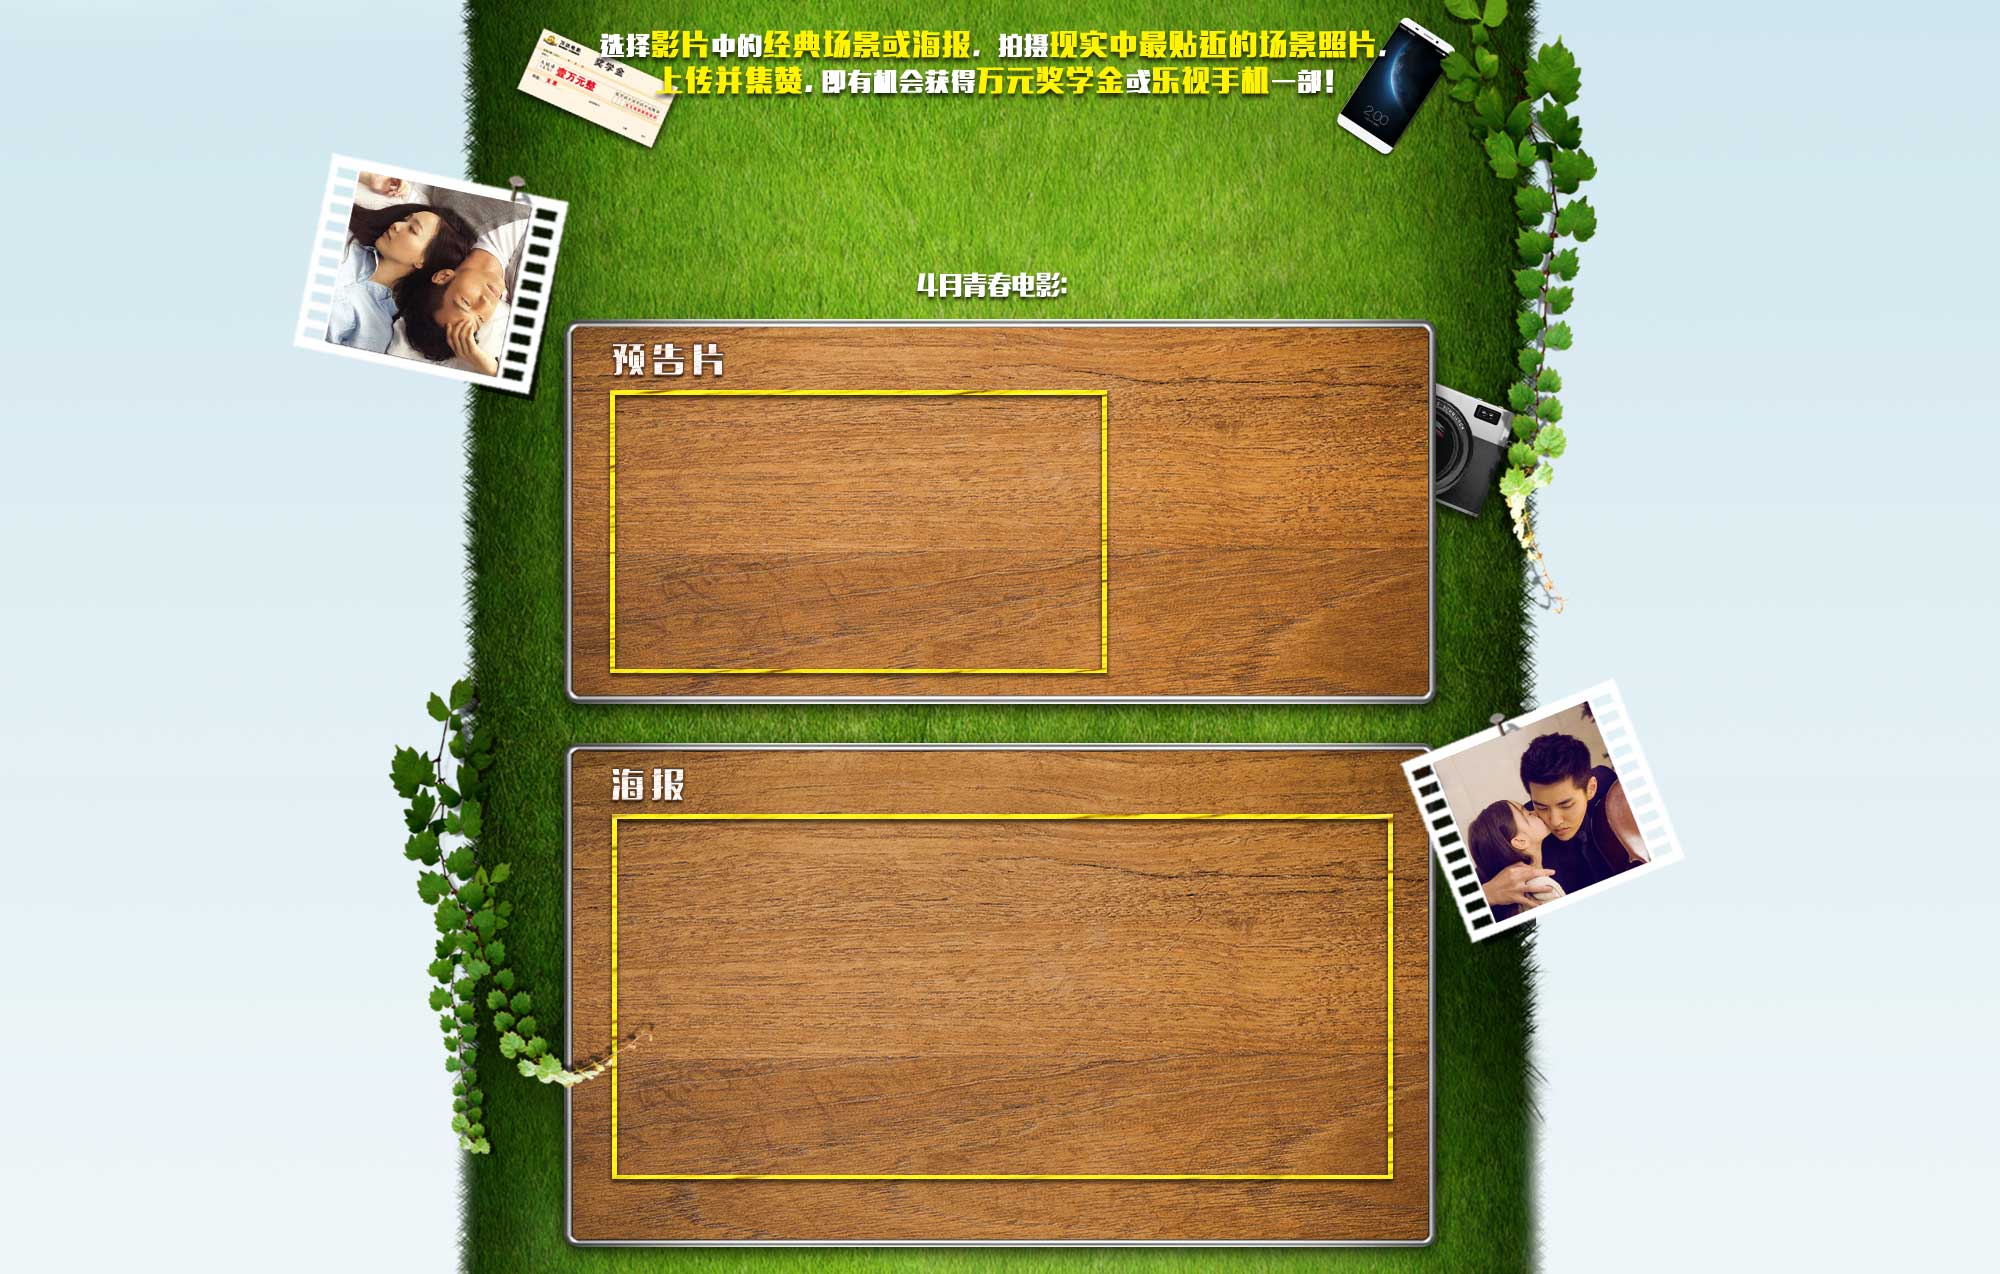 选择影片中的经典场景或海报，拍摄现实中最贴近的场景照片，
上传并集赞，即有机会获得万元奖学金或乐视手机一部！
奖学金
壹万元整
2:00
4月青春电影:
预告片
海报